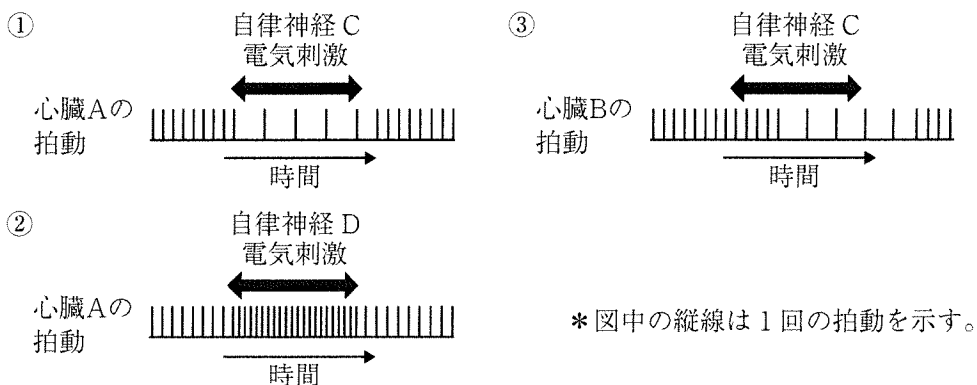 ①
自律神経 C
電気刺激
心臓Aの
拍動
時間
③
自律神経 C
電気刺激
心臓Bの
拍動
時間
②
自律神経 D
電気刺激
心臓Aの
拍動
時間
*図中の縦線は1回の拍動を示す。